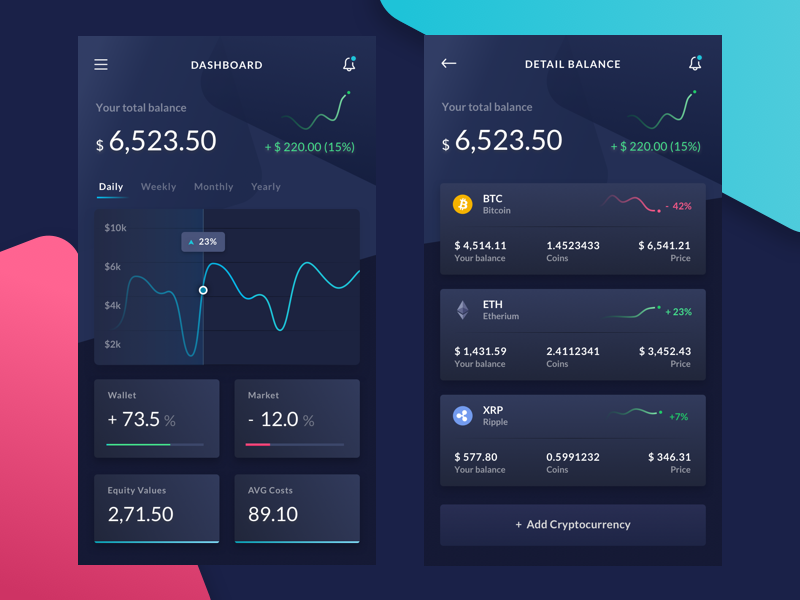 DASHBOARD
Your total balance
$ 6,523.50
+ $ 220.00 (15%)
Daily Weekly Monthly Yearly
$10k
23%
$6k
$4k
$2k
Wallet
+ 73.5 %
Market
- 12.0 %
Equity Values
2,71.50
AVG Costs
89.10
DETAIL BALANCE
Your total balance
$ 6,523.50
+ $ 220.00 (15%)
BTC
Bitcoin
- 42%
$ 4,514.11 1.4523433 $ 6,541.21
Your balance Coins Price
ETH
Etherium
+ 23%
$ 1,431.59 2.4112341 $ 3,452.43
Your balance Coins Price
XRP
Ripple
+7%
$ 577.80 0.5991232 $ 346.31
Your balance Coins Price
+ Add Cryptocurrency